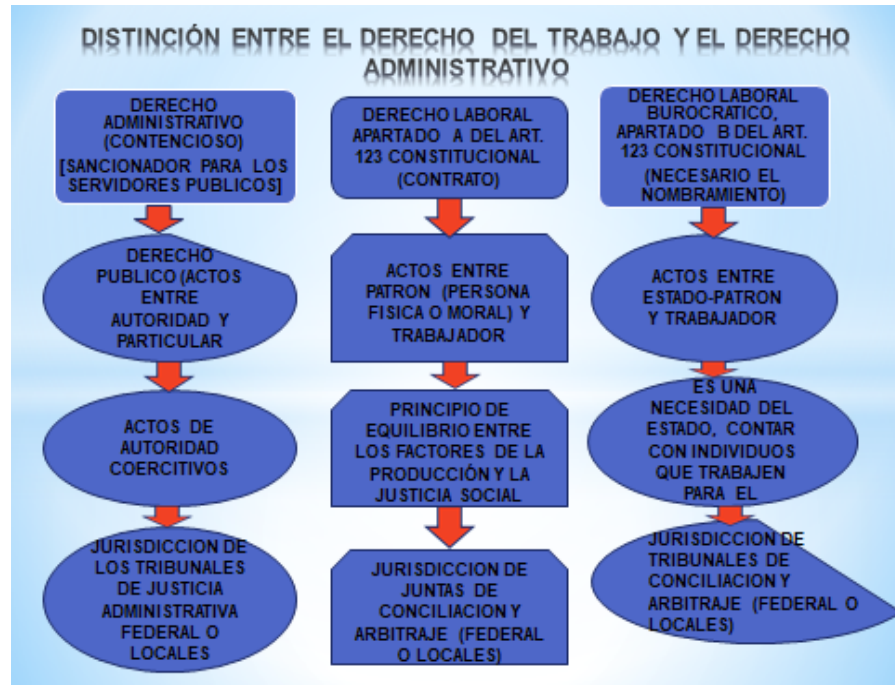 DISTINCIÓN ENTRE EL DERECHO DEL TRABAJO Y EL DERECHO
ADMINISTRATIVO
DERECHO
ADMINISTRATIVO
(CONTENCIOSO)
[SANCIONADOR PARA LOS
SERVIDORES PUBLICOS]
DERECHO
PUBLICO (ACTOS
ENTRE
AUTORIDAD Y
PARTICULAR
ACTOS DE
AUTORIDAD
COERCITIVOS
JURISDICCION DE
LOS TRIBUNALES
DE JUSTICIA
ADMINISTRATIVA
FEDERAL O
LOCALES
DERECHO LABORAL
APARTADO A DEL ART.
123 CONSTITUCIONAL
(CONTRATO)
ACTOS ENTRE
PATRON (PERSONA
FISICA O MORAL) Y
TRABAJADOR
PRINCIPIO DE
EQUILIBRIO ENTRE
LOS FACTORES DE LA
PRODUCCIÓN Y LA
JUSTICIA SOCIAL
JURISDICCION DE
JUNTAS DE
CONCILIACION Y
ARBITRAJE (FEDERAL
O LOCALES)
DERECHO LABORAL
BUROCRATICO,
APARTADO B DEL ART.
123 CONSTITUCIONAL
(NECESARIO EL
NOMBRAMIENTO)
ACTOS ENTRE
ESTADO-PATRON
Y TRABAJADOR
ES UNA
NECESIDAD DEL
ESTADO, CONTAR
CON INDIVIDUOS
QUE TRABAJEN
PARA EL
JURISDICCION DE
TRIBUNALES DE
CONCILIACION Y
ARBITRAJE (FEDERAL O
LOCALES)